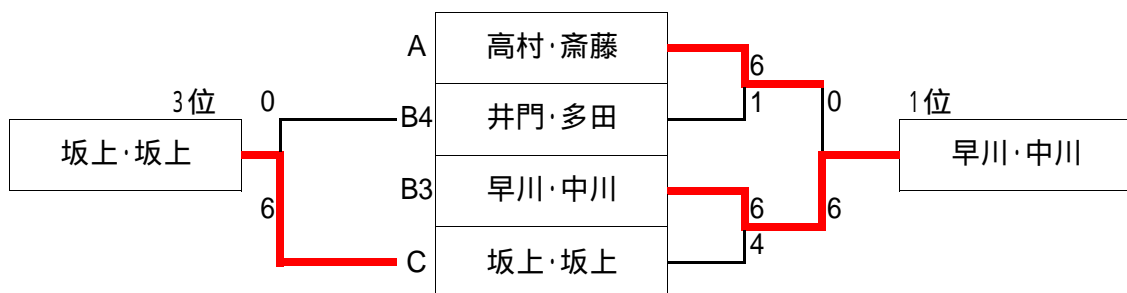 A 高村・斎藤
6
3位 0 B4 井門・多田 1 0 1位
坂上・坂上 早川・中川
B3 早川・中川
6 6 6
4
C 坂上・坂上